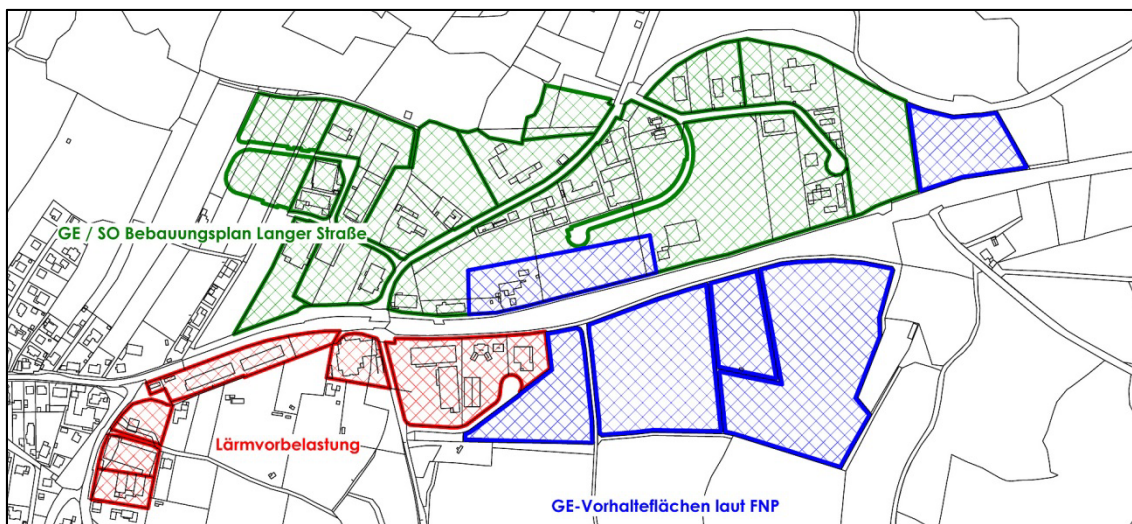 GE / SO Bebauungsplan Langer Straße
Lärmvorbelastung
GE-Vorhalteflächen laut FNP